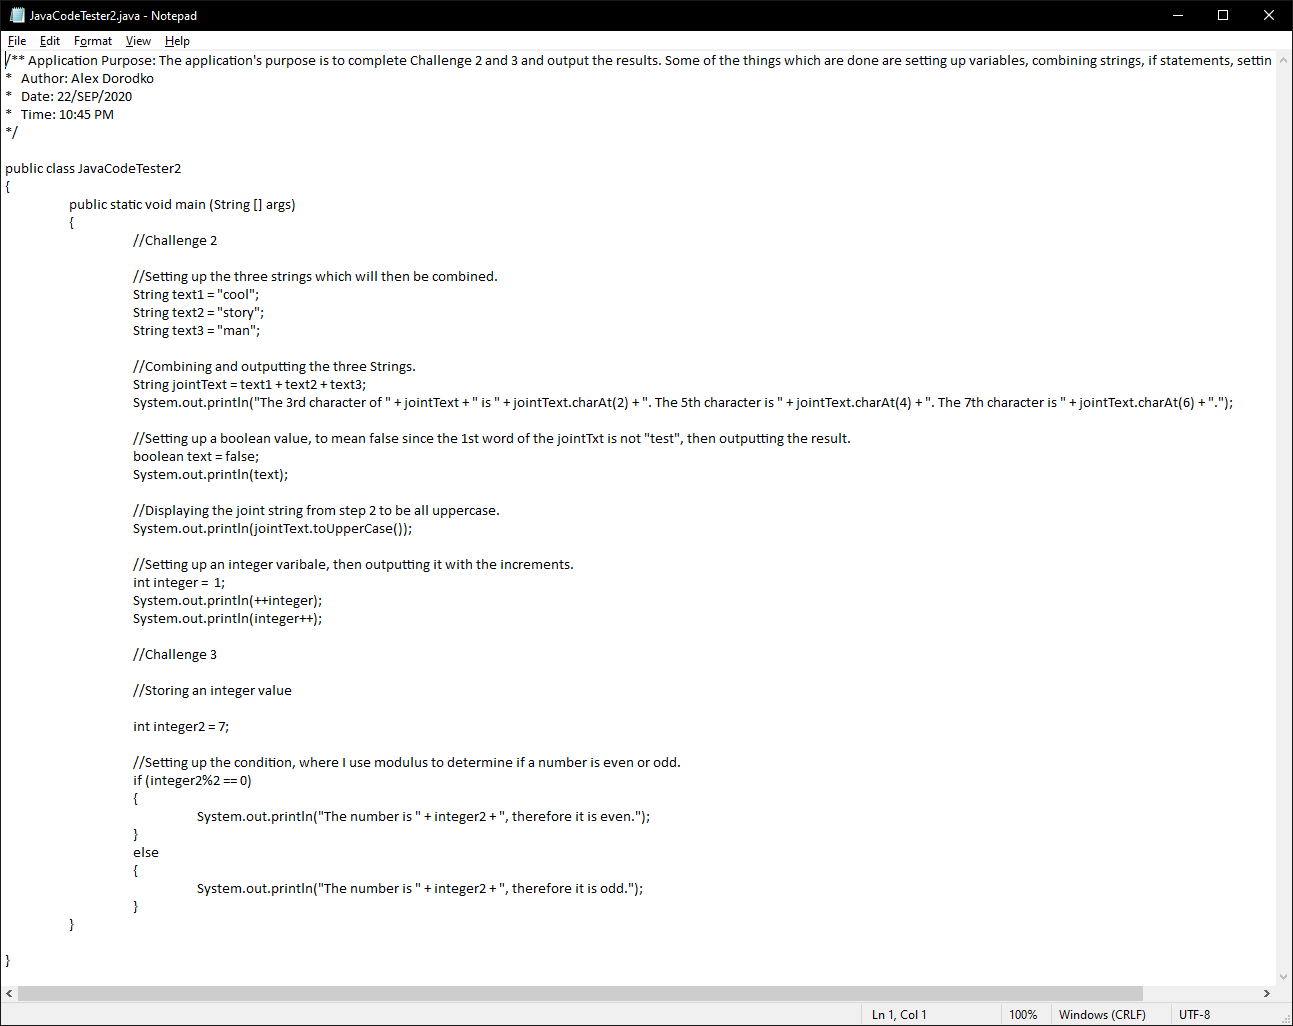 JavaCodeTester2.java - Notepad
File Edit Format View Help
/** Application Purpose: The application's purpose is to complete Challenge 2 and 3 and output the results. Some of the things which are done are setting up variables, combining strings, if statements, settin
*  Author: Alex Dorodko
*  Date: 22/SEP/2020
*  Time: 10:45 PM
*/
public class JavaCodeTester2
{
public static void main (String [] args)
{
//Challenge 2
//Setting up the three strings which will then be combined.
String text1 = "cool";
String text2 = "story";
String text3 = "man";
//Combining and outputting the three Strings.
String jointText = text1 + text2 + text3;
System.out.println("The 3rd character of " + jointText + " is " + jointText.charAt(2) + ". The 5th character is " + jointText.charAt(4) + ". The 7th character is " + jointText.charAt(6) + ".");
//Setting up a boolean value, to mean false since the 1st word of the jointTxt is not "test", then outputting the result.
boolean text = false;
System.out.println(text);
//Displaying the joint string from step 2 to be all uppercase.
System.out.println(jointText.toUpperCase());
//Setting up an integer varibale, then outputting it with the increments.
int integer =  1;
System.out.println(++integer);
System.out.println(integer++);
//Challenge 3
//Storing an integer value
int integer2 = 7;
//Setting up the condition, where I use modulus to determine if a number is even or odd.
if (integer2%2 == 0)
{
System.out.println("The number is " + integer2 + ", therefore it is even.");
}
else
{
System.out.println("The number is " + integer2 + ", therefore it is odd.");
}
}
}
Ln 1, Col 1 100% Windows (CRLF) UTF-8